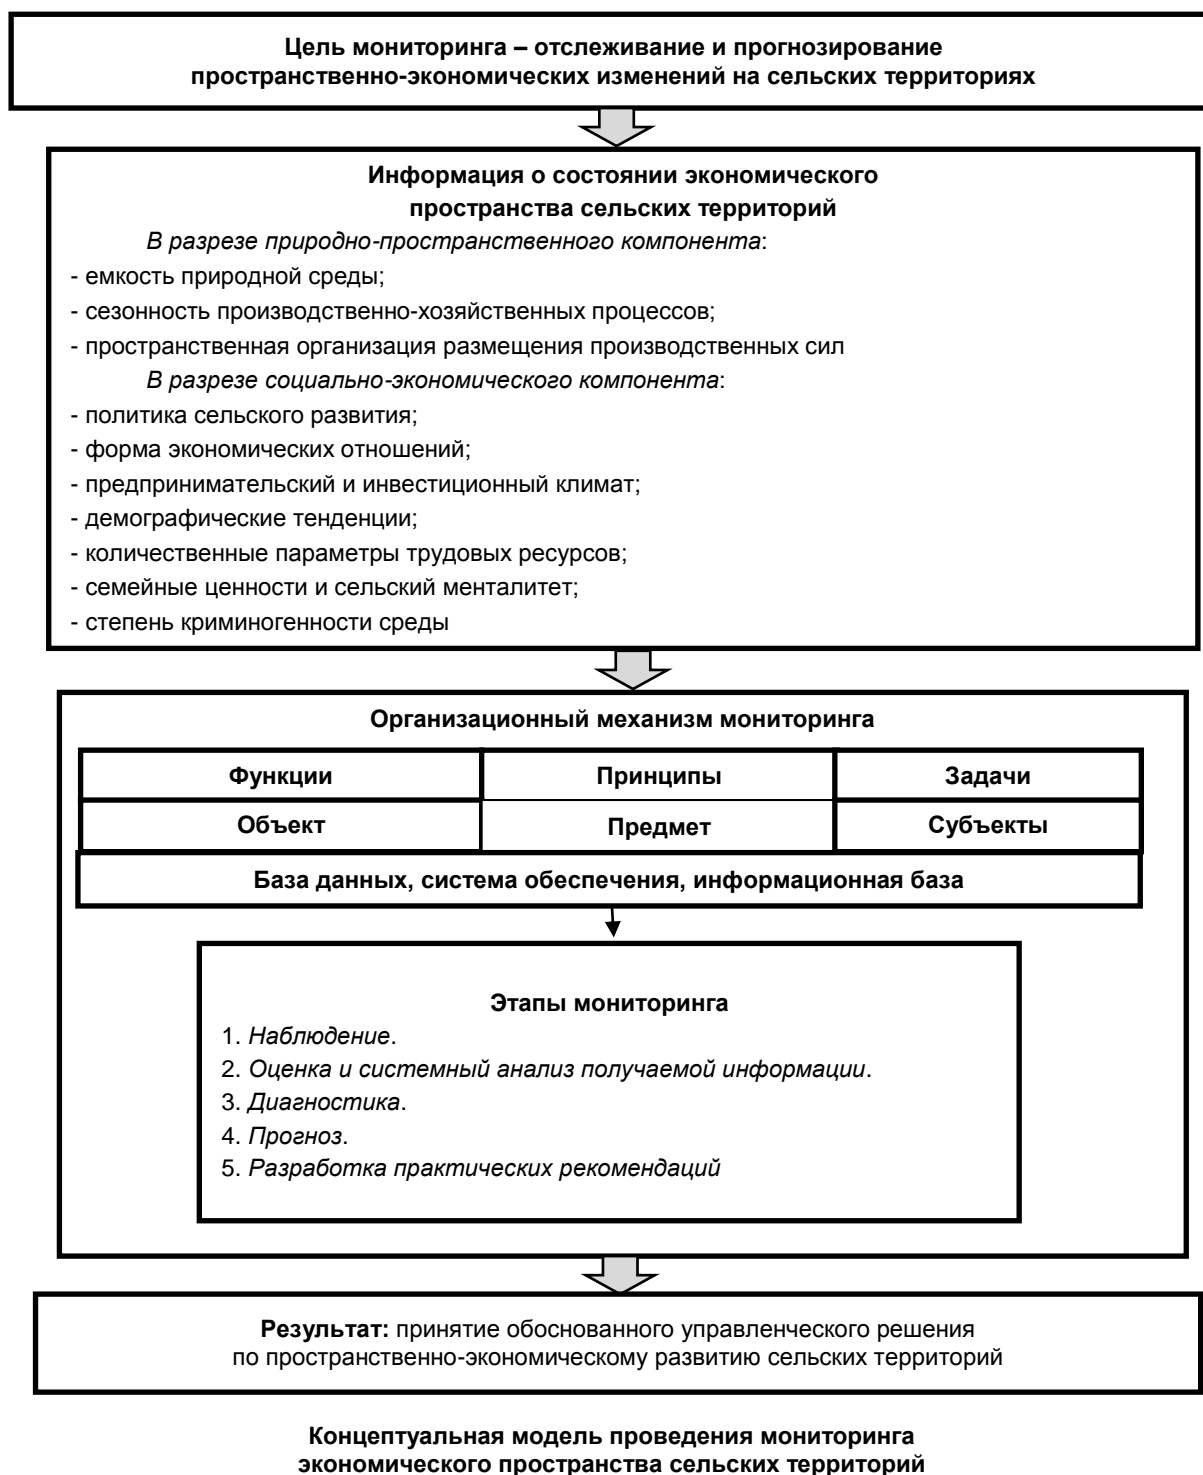 Цель мониторинга – отслеживание и прогнозирование
пространственно-экономических изменений на сельских территориях
Информация о состоянии экономического
пространства сельских территорий
В разрезе природно-пространственного компонента:
- емкость природной среды;
- сезонность производственно-хозяйственных процессов;
- пространственная организация размещения производственных сил
В разрезе социально-экономического компонента:
- политика сельского развития;
- форма экономических отношений;
- предпринимательский и инвестиционный климат;
- демографические тенденции;
- количественные параметры трудовых ресурсов;
- семейные ценности и сельский менталитет;
- степень криминогенности среды
Организационный механизм мониторинга
Функции Принципы Задачи
Объект Предмет Субъекты
База данных, система обеспечения, информационная база
Этапы мониторинга
1. Наблюдение.
2. Оценка и системный анализ получаемой информации.
3. Диагностика.
4. Прогноз.
5. Разработка практических рекомендаций
Результат: принятие обоснованного управленческого решения
по пространственно-экономическому развитию сельских территорий
Концептуальная модель проведения мониторинга
экономического пространства сельских территорий